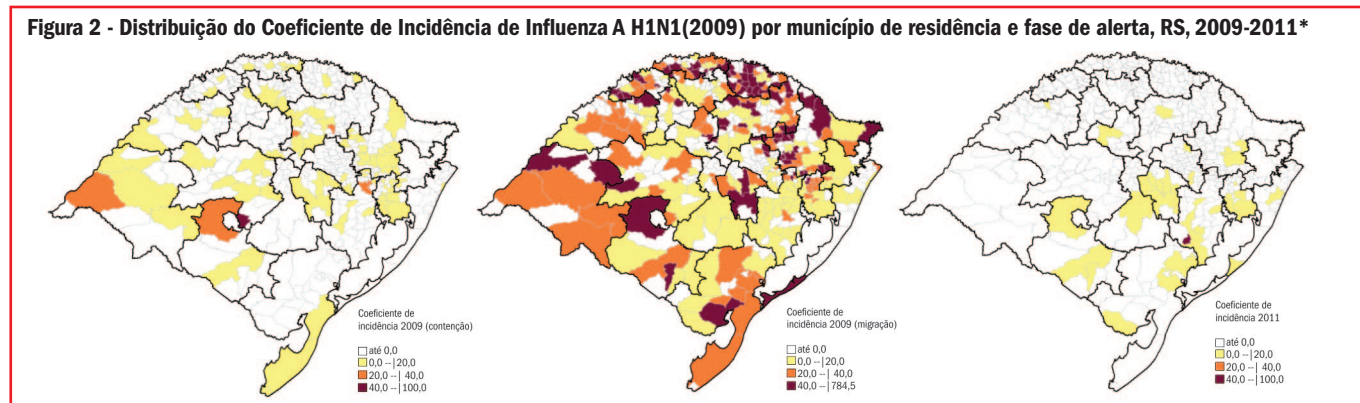 Figura 2 - Distribuição do Coeficiente de Incidência de Influenza A H1N1(2009) por município de residência e fase de alerta, RS, 2009-2011*
Coeficiente de
incidência 2009 (contenção)
até 0,0
0,0 --|20,0
20,0 --| 40,0
40,0 --|100,0
Coeficiente de
incidência 2009 (migração)
até 0,0
0,0 --|20,0
20,0 --| 40,0
40,0 --|784,5
Coeficiente de
incidência 2011
até 0,0
0,0 --|20,0
20,0 --| 40,0
40,0 --|100,0